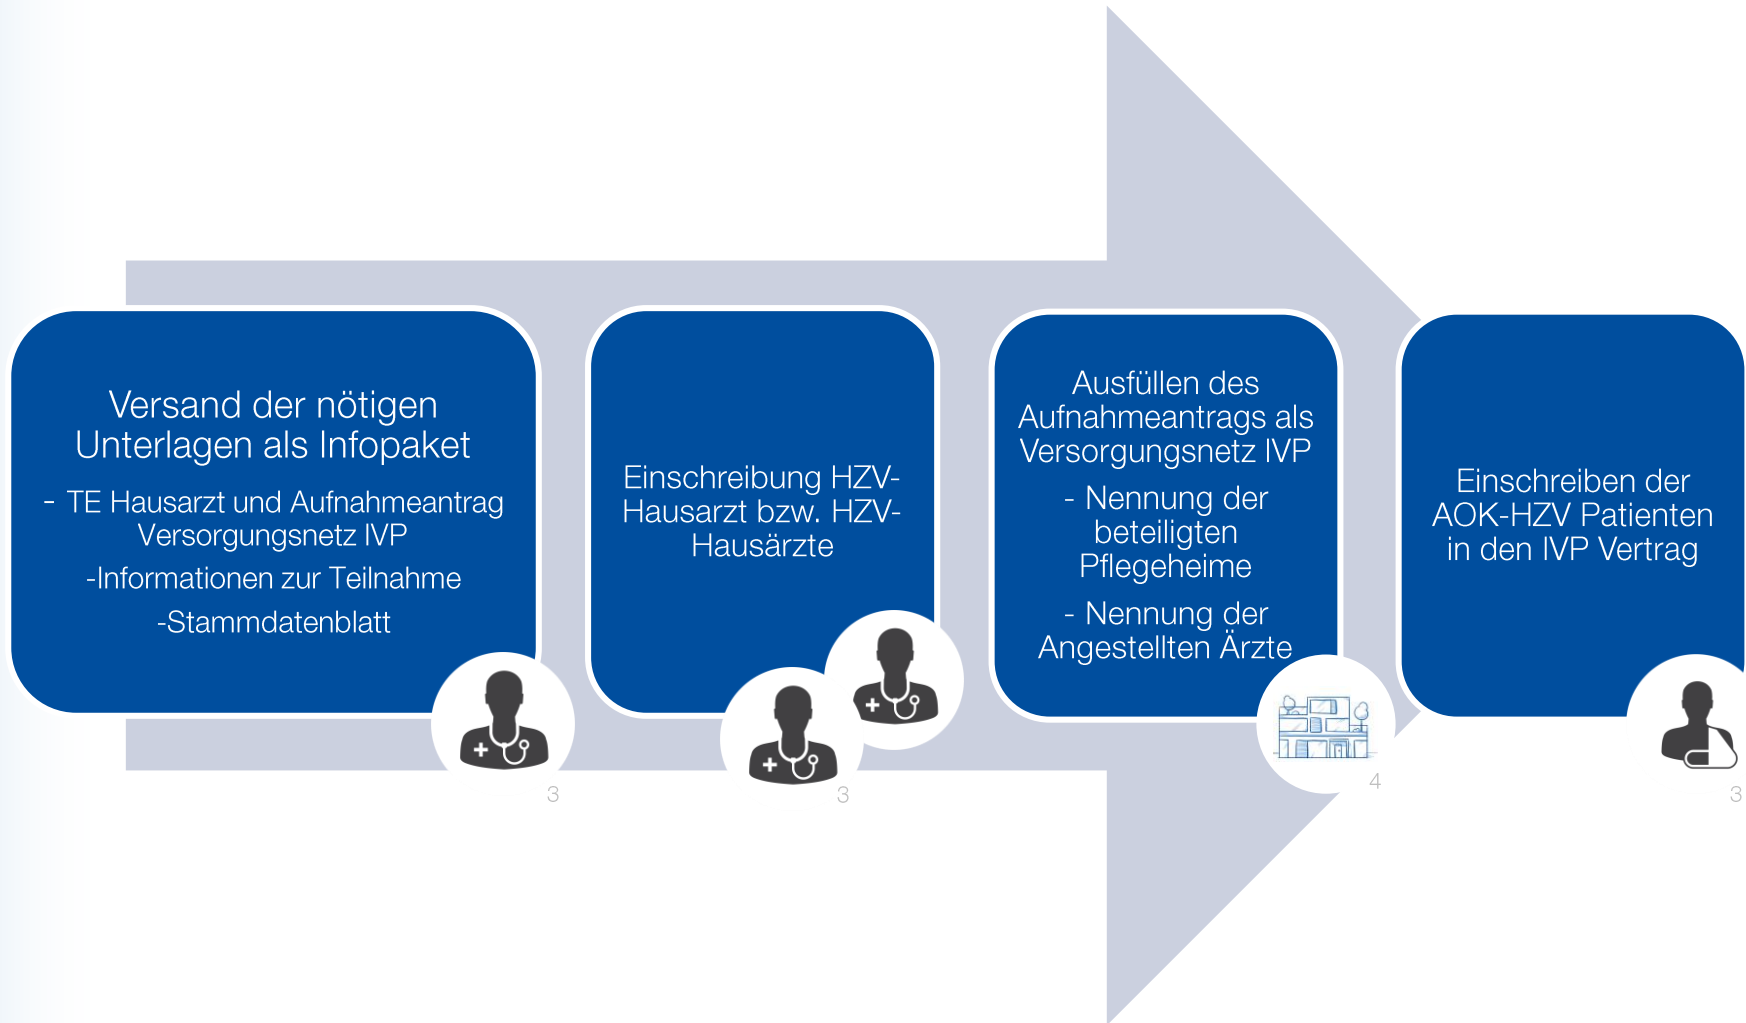 Versand der nötigen
Unterlagen als Infopaket
- TE Hausarzt und Aufnahmeantrag
Versorgungsnetz IVP
-Informationen zur Teilnahme
-Stammdatenblatt
3
Einschreibung HZV-
Hausarzt bzw. HZV-
Hausärzte
3
Ausfüllen des
Aufnahmeantrags als
Versorgungsnetz IVP
- Nennung der
beteiligten
Pflegeheime
- Nennung der
Angestellten Ärzte
4
Einschreiben der
AOK-HZV Patienten
in den IVP Vertrag
3